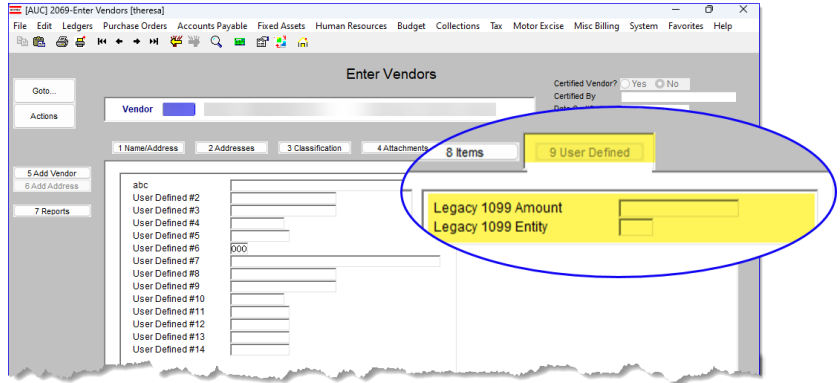 [AUC] 2069-Enter Vendors [theresa]
File Edit Ledgers Purchase Orders Accounts Payable Fixed Assets Human Resources Budget Collections Tax Motor Excise Misc Billing System Favorites Help
Enter Vendors
Goto...
Actions
Certified Vendor? Yes No
Certified By
Vendor
1 Name/Address 2 Addresses 3 Classification 4 Attachments 8 Items 9 User Defined
5 Add Vendor
6 Add Address
7 Reports
abc
User Defined #2
User Defined #3
User Defined #4
User Defined #5
User Defined #6 000
User Defined #7
User Defined #8
User Defined #9
User Defined #10
User Defined #11
User Defined #12
User Defined #13
User Defined #14
Legacy 1099 Amount
Legacy 1099 Entity